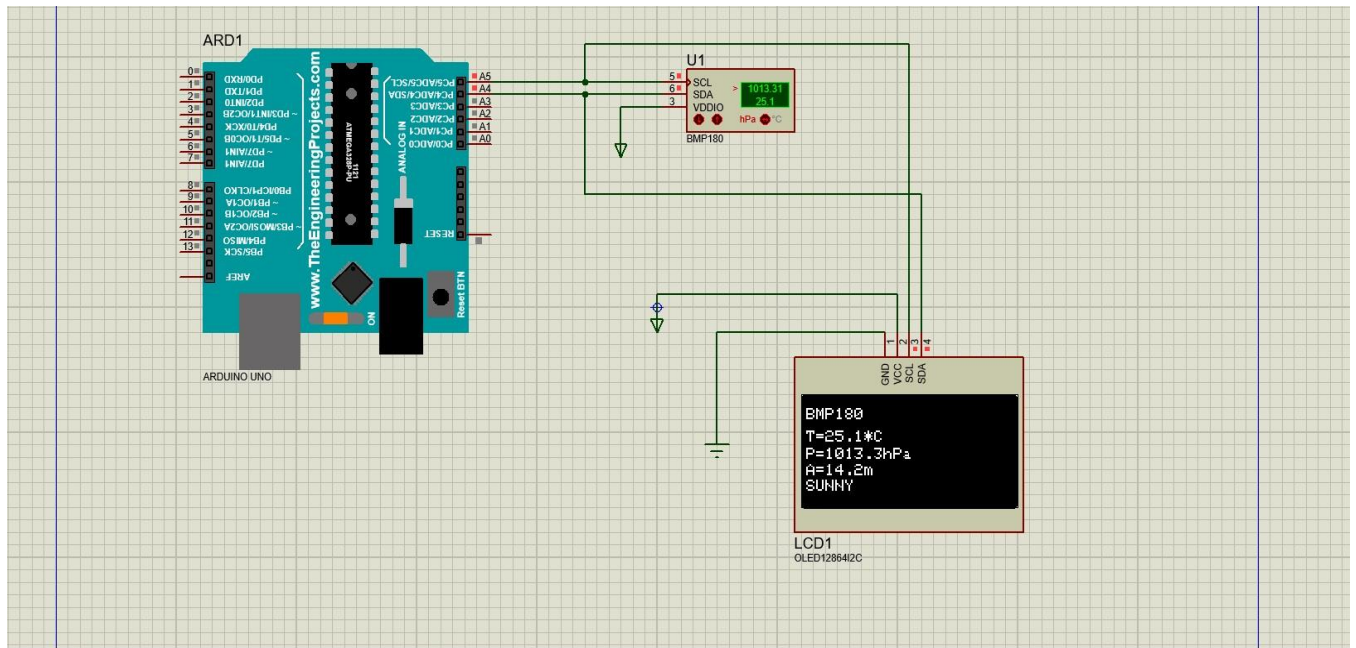 ARD1
ARDUINO UNO
0
1
2
3
4
5
6
7
8
9
10
11
12
13
PD0/RXD
PD1/TXD
PD2/INT0
~ PD3/INT1/OC2B
PD4/T0/XCK
~ PD5/T1/OC0B
~ PD7/AIN1
PD7/AIN1
PB0/ICP1/CLKO
~ PB1/OC1A
~ PB2/OC1B
~ PB3/MOSI/OC2A
PB4/MISO
PB5/SCK
AREF
www.TheEngineeringProjects.com
ATMEGA328P-PU
1121
ANALOG IN
PC5/ADC5/SCL
PC4/ADC4/SDA
PC3/ADC3
PC2/ADC2
PC1/ADC1
PC0/ADC0
RESET
Reset BTN
ON
A5
A4
A3
A2
A1
A0
U1
5
6
3
SCL
SDA
VDDIO
>
1013.31
25.1
hPa
°C
BMP180
1
2
3
4
GND
VCC
SCL
SDA
BMP180
T=25.1*C
P=1013.3hPa
A=14.2m
SUNNY
LCD1
OLED12864I2C